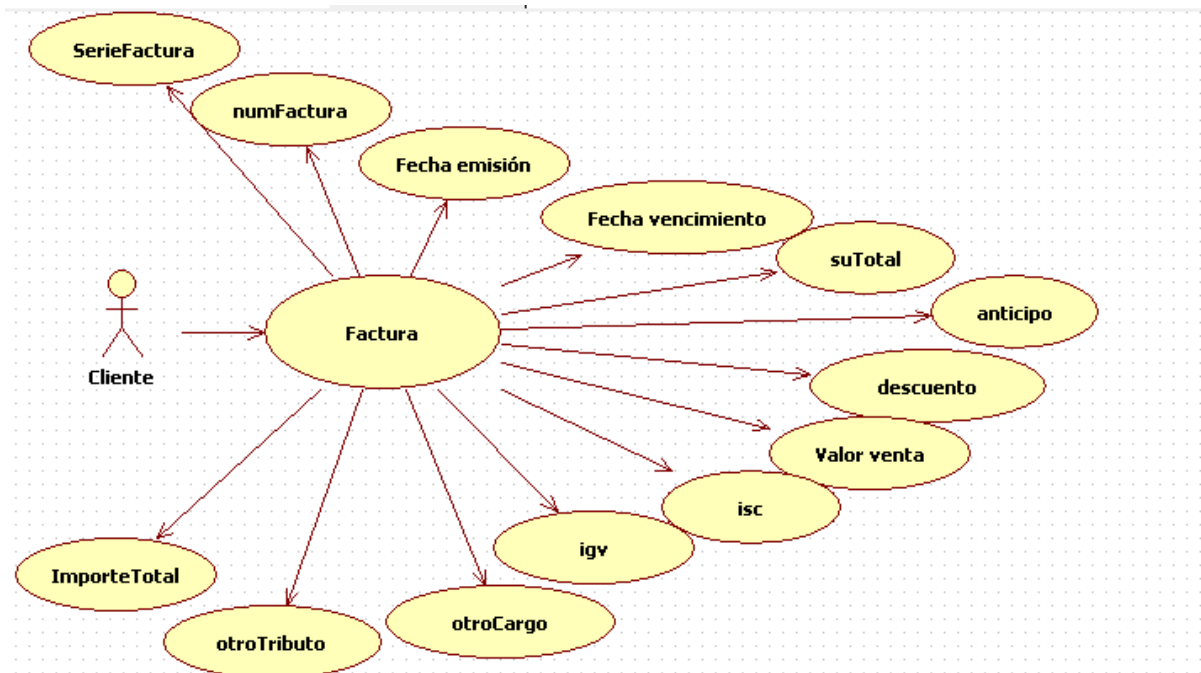 SerieFactura
numFactura
Fecha emisión
Fecha vencimiento
suTotal
anticipo
Factura
Cliente
descuento
Valor venta
isc
igv
ImporteTotal
otroCargo
otroTributo